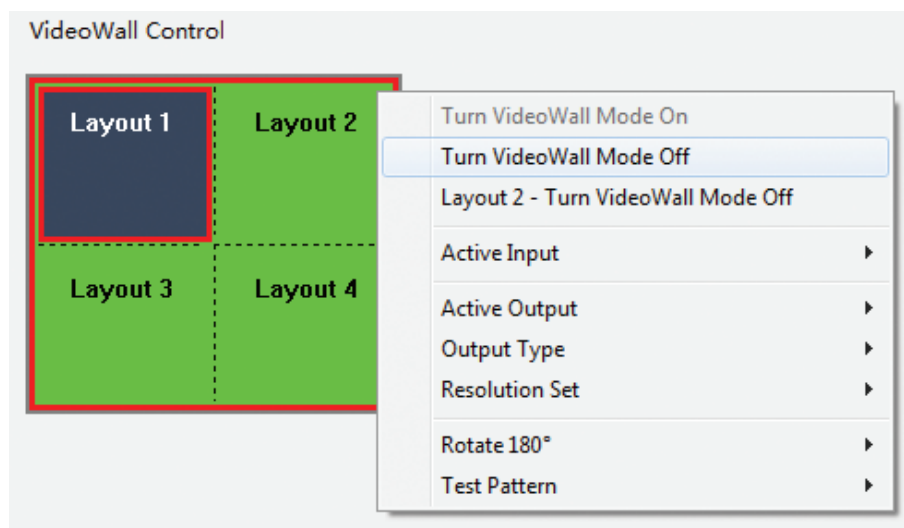 VideoWall Control
Layout 1
Layout 2
Layout 3
Layout 4
Turn VideoWall Mode On
Turn VideoWall Mode Off
Layout 2 - Turn VideoWall Mode Off
Active Input
Active Output
Output Type
Resolution Set
Rotate 180°
Test Pattern